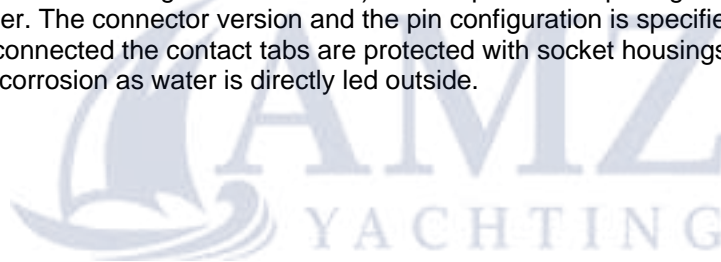 er. The connector version and the pin configuration is specifie
connected the contact tabs are protected with socket housings
corrosion as water is directly led outside.
AMZ
YACHTING